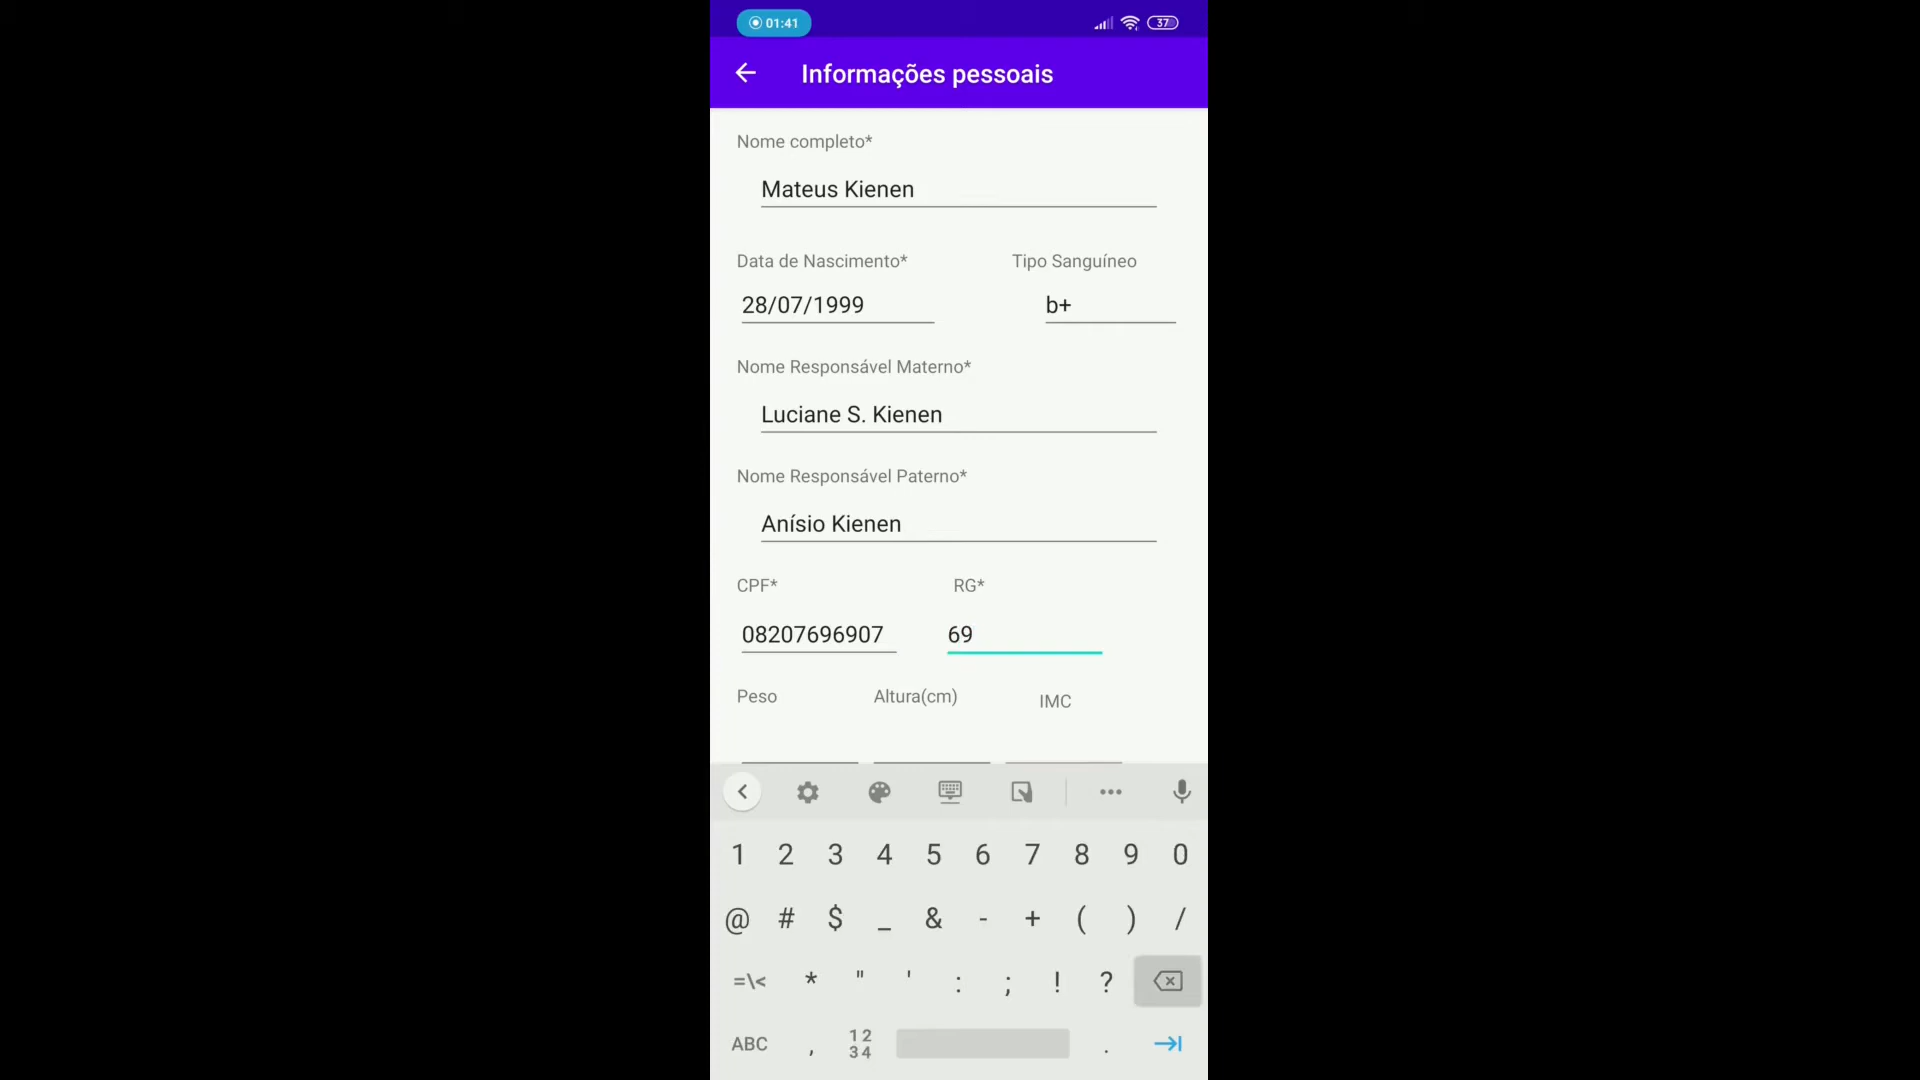 01:41
37
Informações pessoais
Nome completo*
Mateus Kienen
Data de Nascimento* Tipo Sanguíneo
28/07/1999 b+
Nome Responsável Materno*
Luciane S. Kienen
Nome Responsável Paterno*
Anísio Kienen
CPF* RG*
08207696907 69
Peso Altura(cm) IMC
1 2 3 4 5 6 7 8 9 0
@ # $ _ & - + ( ) /
=\< * " ' : ; ! ?
ABC , 12 34 .